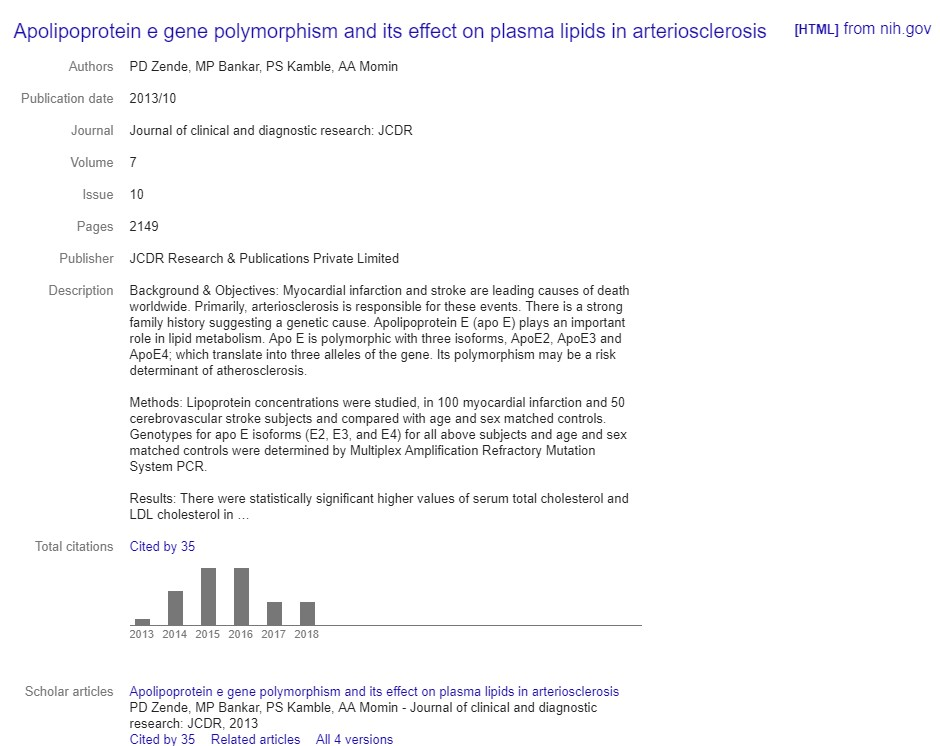 Apolipoprotein e gene polymorphism and its effect on plasma lipids in arteriosclerosis [HTML] from nih.gov
Authors PD Zende, MP Bankar, PS Kamble, AA Momin
Publication date 2013/10
Journal Journal of clinical and diagnostic research: JCDR
Volume 7
Issue 10
Pages 2149
Publisher JCDR Research & Publications Private Limited
Description Background & Objectives: Myocardial infarction and stroke are leading causes of death
worldwide. Primarily, arteriosclerosis is responsible for these events. There is a strong
family history suggesting a genetic cause. Apolipoprotein E (apo E) plays an important
role in lipid metabolism. Apo E is polymorphic with three isoforms, ApoE2, ApoE3 and
ApoE4; which translate into three alleles of the gene. Its polymorphism may be a risk
determinant of atherosclerosis.
Methods: Lipoprotein concentrations were studied, in 100 myocardial infarction and 50
cerebrovascular stroke subjects and compared with age and sex matched controls.
Genotypes for apo E isoforms (E2, E3, and E4) for all above subjects and age and sex
matched controls were determined by Multiplex Amplification Refractory Mutation
System PCR.
Results: There were statistically significant higher values of serum total cholesterol and
LDL cholesterol in …
Total citations Cited by 35
2013 2014 2015 2016 2017 2018
Scholar articles Apolipoprotein e gene polymorphism and its effect on plasma lipids in arteriosclerosis
PD Zende, MP Bankar, PS Kamble, AA Momin - Journal of clinical and diagnostic
research: JCDR, 2013
Cited by 35 Related articles All 4 versions